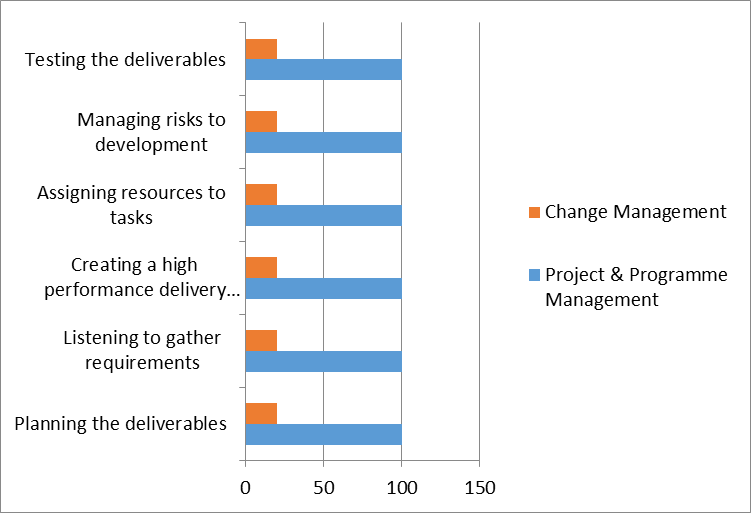 Testing the deliverables
Managing risks to
development
Assigning resources to
tasks
Creating a high
performance delivery...
Listening to gather
requirements
Planning the deliverables
0 50 100 150
Change Management
Project & Programme
Management